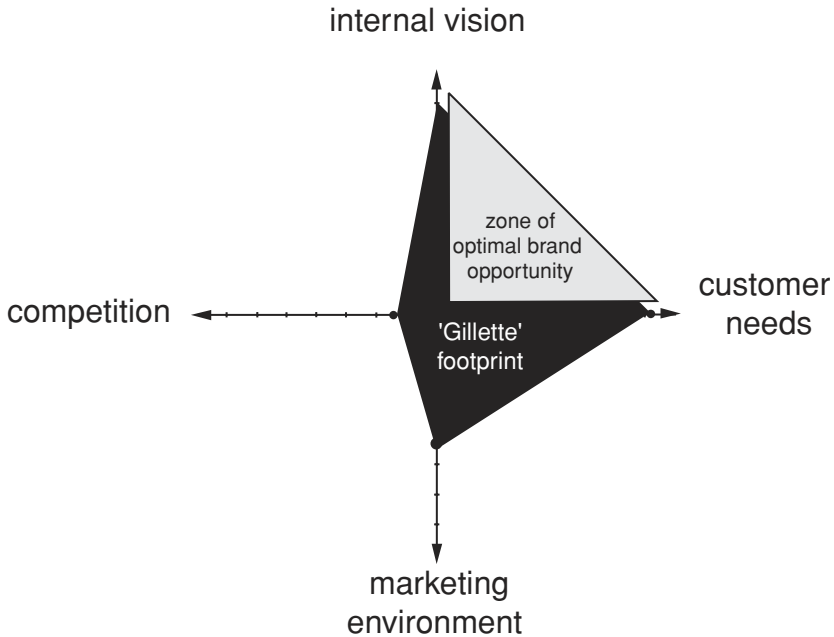 internal vision
zone of
optimal brand
opportunity
competition
customer
needs
'Gillette'
footprint
marketing
environment